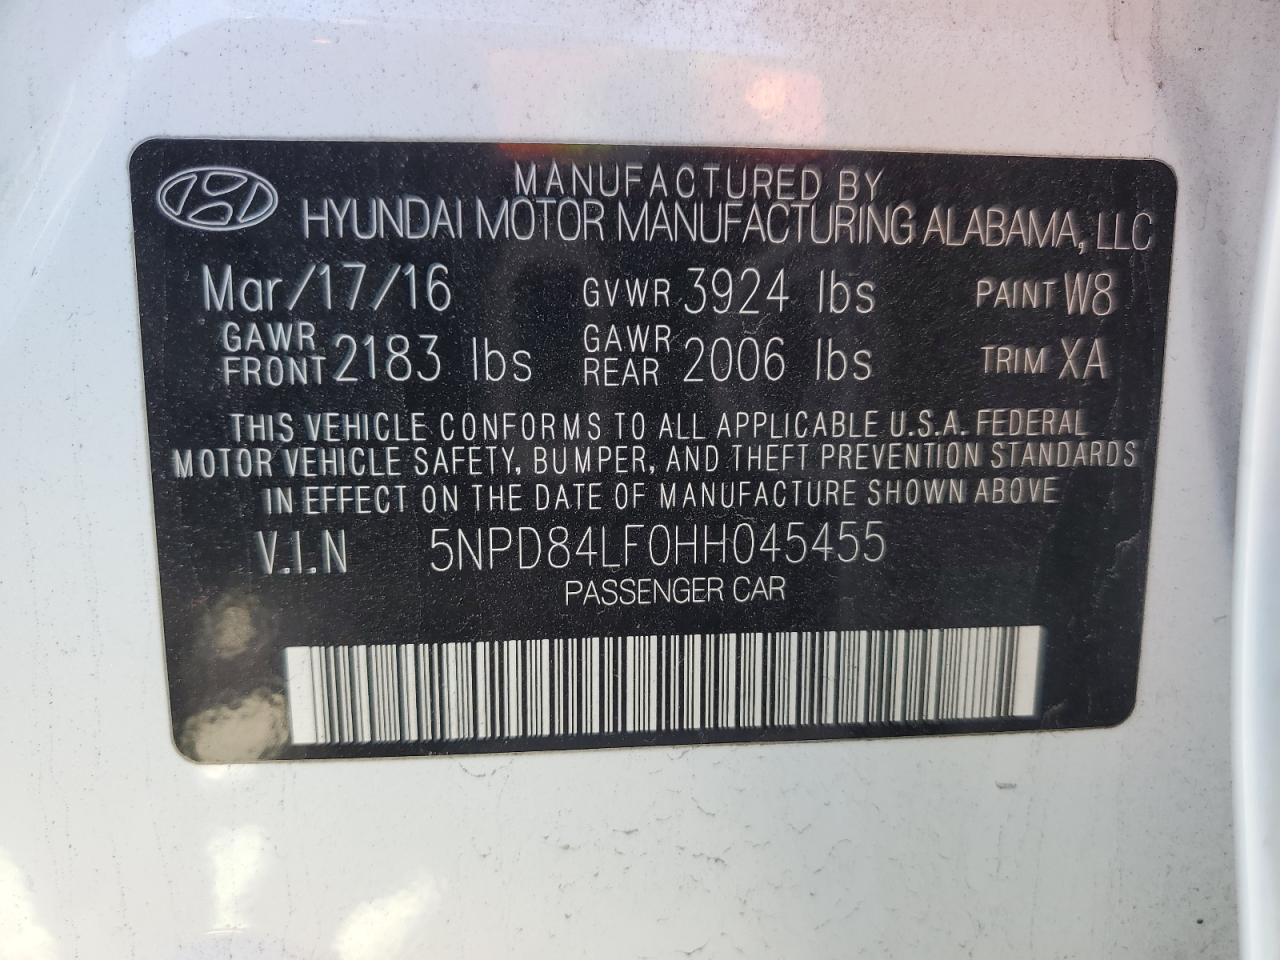 MANUFACTURED BY
HYUNDAI MOTOR MANUFACTURING ALABAMA, LLC
Mar/17/16 GVWR 3924 lbs PAINT W8
GAWR FRONT 2183 lbs GAWR REAR 2006 lbs TRIM XA
THIS VEHICLE CONFORMS TO ALL APPLICABLE U.S.A. FEDERAL
MOTOR VEHICLE SAFETY, BUMPER, AND THEFT PREVENTION STANDARDS
IN EFFECT ON THE DATE OF MANUFACTURE SHOWN ABOVE
V.I.N 5NPD84LF0HH045455
PASSENGER CAR